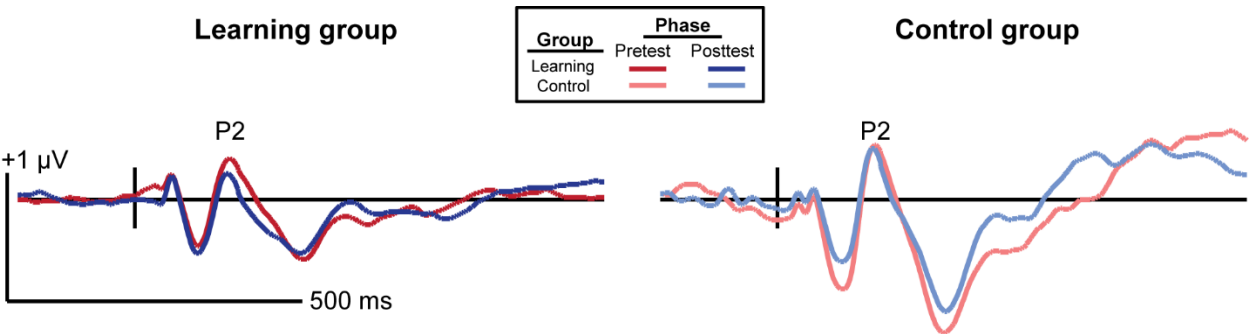 Learning group
Group Phase
Pretest Posttest
Learning
Control
Control group
P2
+1 µV
500 ms
P2